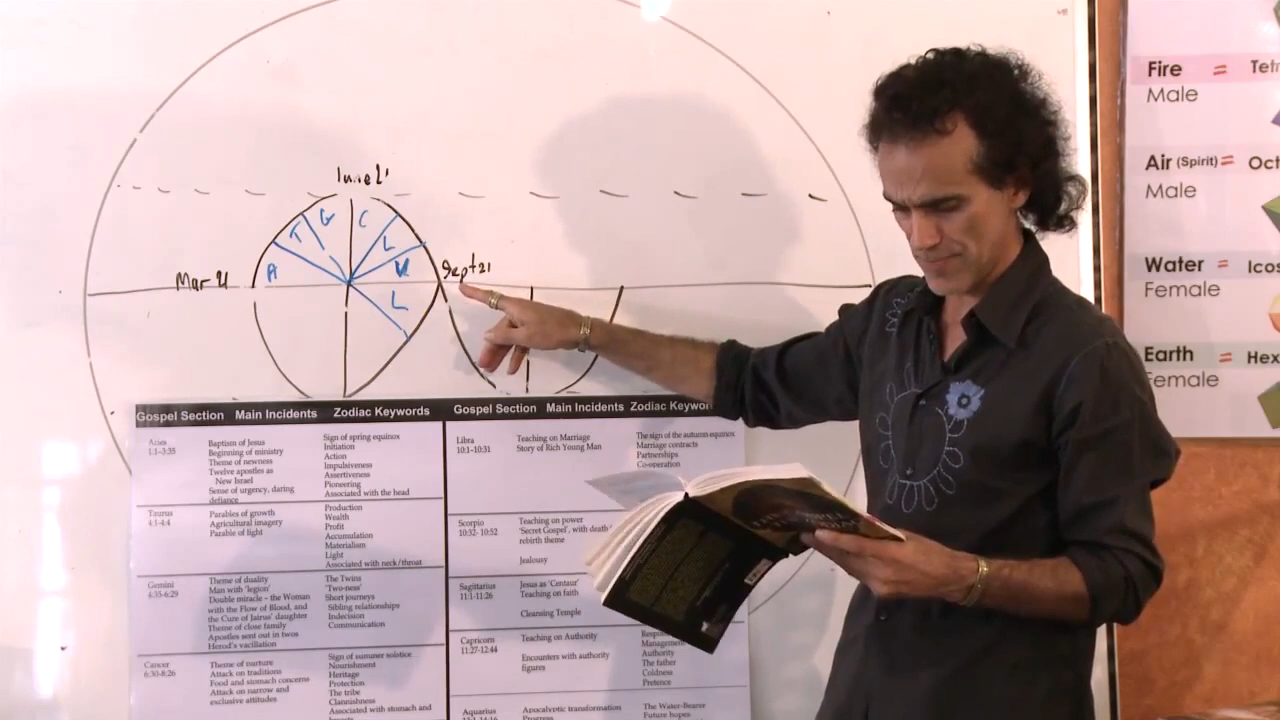 June 21
G
C
T
L
A
V
Sept 21
Mar 21
L
Gospel Section Main Incidents Zodiac Keywords
Aries
1:1-3:35
Baptism of Jesus
Beginning of ministry
Theme of newness
Twelve apostles as
New Israel
Sense of urgency, daring
defiance
Sign of spring equinox
Initiation
Action
Impulsiveness
Assertiveness
Pioneering
Associated with the head
Taurus
4:1-4:4
Parables of growth
Agricultural imagery
Parable of light
Production
Wealth
Profit
Accumulation
Materialism
Light
Associated with neck/throat
Gemini
4:35-6:29
Theme of duality
Man with 'legion'
Double miracle – the Woman
with the Flow of Blood, and
the Cure of Jairus' daughter
Theme of close family
Apostles sent out in twos
Herod's vacillation
The Twins
'Two-ness'
Short journeys
Sibling relationships
Indecision
Communication
Cancer
6:30-8:26
Theme of nurture
Attack on traditions
Food and stomach concerns
Attack on narrow and
exclusive attitudes
Sign of summer solstice
Nourishment
Heritage
Protection
The tribe
Clannishness
Associated with stomach and
Gospel Section Main Incidents Zodiac Keywor
Libra
10:1-10:31
Teaching on Marriage
Story of Rich Young Man
The sign of the autumn equinox
Marriage contracts
Partnerships
Co-operation
Scorpio
10:32- 10:52
Teaching on power
'Secret Gospel', with death
rebirth theme
Jealousy
Sagittarius
11:1-11:26
Jesus as 'Centaur'
Teaching on faith
Cleansing Temple
Capricorn
11:27-12:44
Teaching on Authority
Encounters with authority
figures
Respon
Management
Authority
The father
Coldness
Pretence
Aquarius
Apocalyptic transformation
Progress
The Water-Bearer
Future hopes
Fire = Tetr
Male
Air (Spirit) = Oct
Male
Water = Icos
Female
Earth = Hex
Female